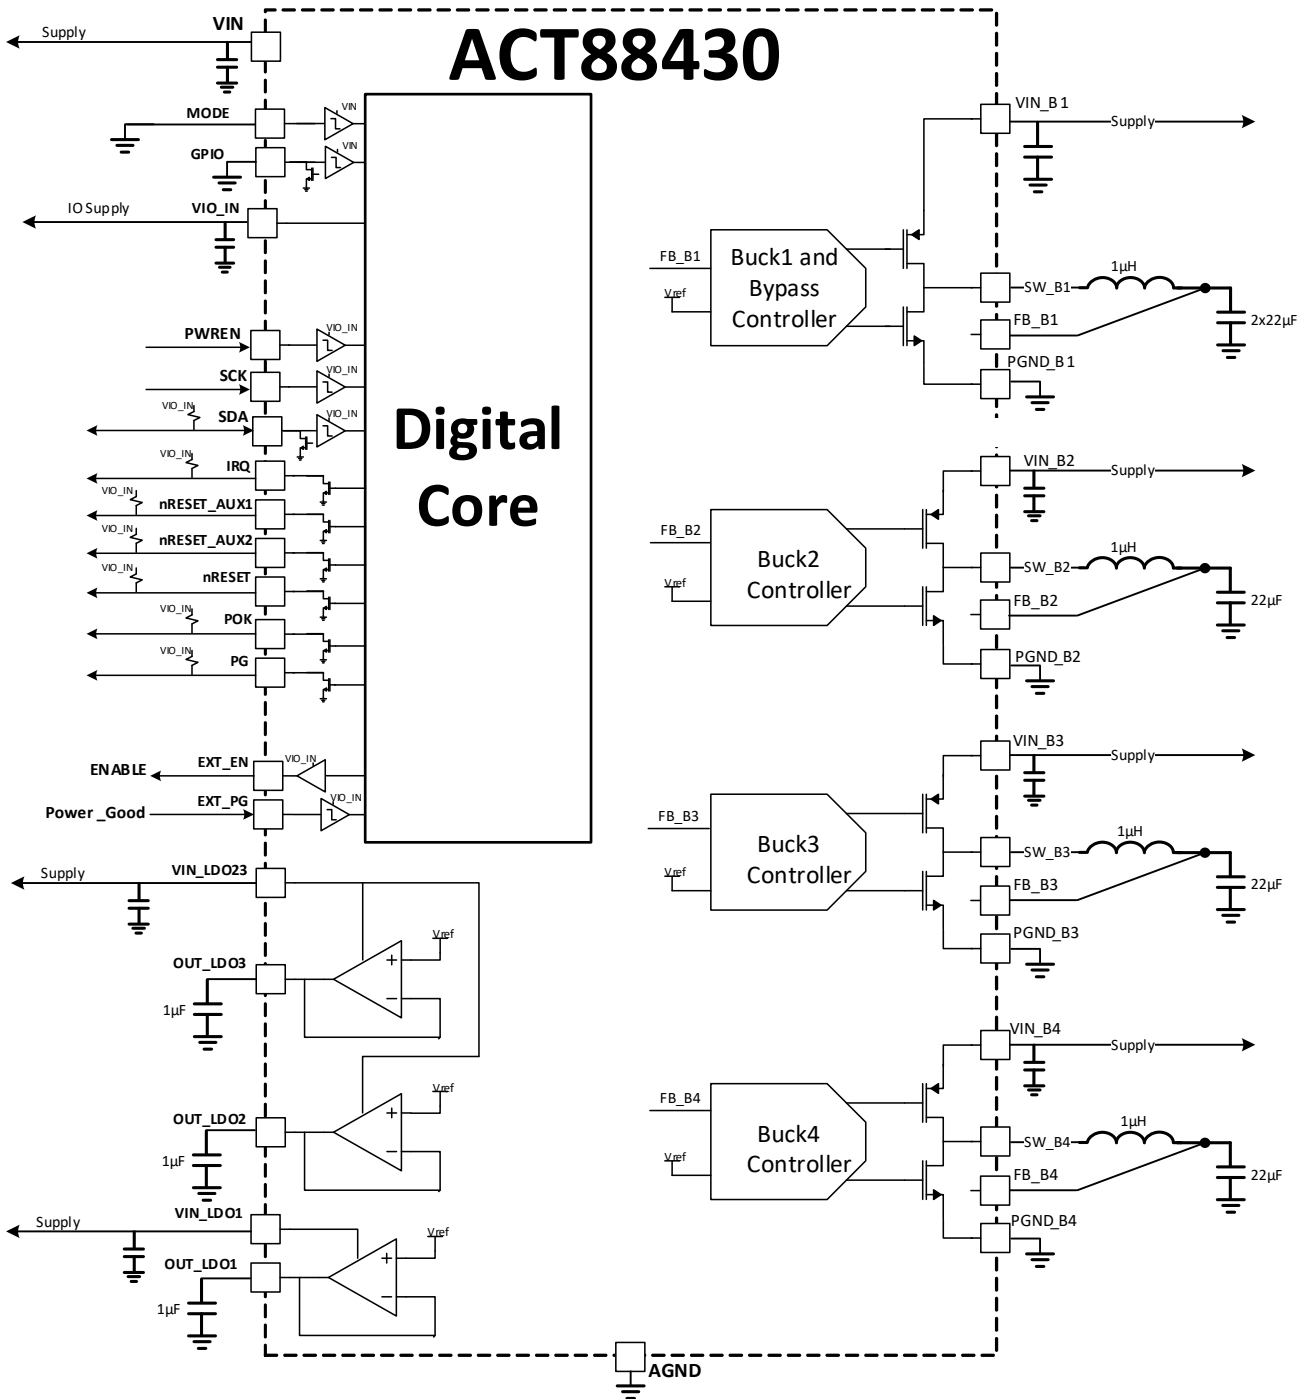 ACT88430
VIN
Supply
MODE
VIN
GPIO
VIN
IO Supply
VIO_IN
PWREN
VIO_IN
SCK
VIO_IN
VIO_IN
SDA
VIO_IN
VIO_IN
IRQ
VIO_IN
nRESET_AUX1
VIO_IN
nRESET_AUX2
VIO_IN
nRESET
VIO_IN
POK
VIO_IN
PG
ENABLE
EXT_EN
VIO_IN
Power_Good
EXT_PG
VIO_IN
Digital
Core
Supply
VIN_LDO23
Vref
OUT_LDO3
+
−
1µF
Vref
OUT_LDO2
+
−
1µF
Supply
VIN_LDO1
Vref
OUT_LDO1
+
−
1µF
AGND
VIN_B1
Supply
FB_B1
Vref
Buck1 and
Bypass
Controller
SW_B1
1µH
FB_B1
2x22µF
PGND_B1
VIN_B2
Supply
FB_B2
Vref
Buck2
Controller
SW_B2
1µH
FB_B2
22µF
PGND_B2
VIN_B3
Supply
FB_B3
Vref
Buck3
Controller
SW_B3
1µH
FB_B3
22µF
PGND_B3
VIN_B4
Supply
FB_B4
Vref
Buck4
Controller
SW_B4
1µH
FB_B4
22µF
PGND_B4